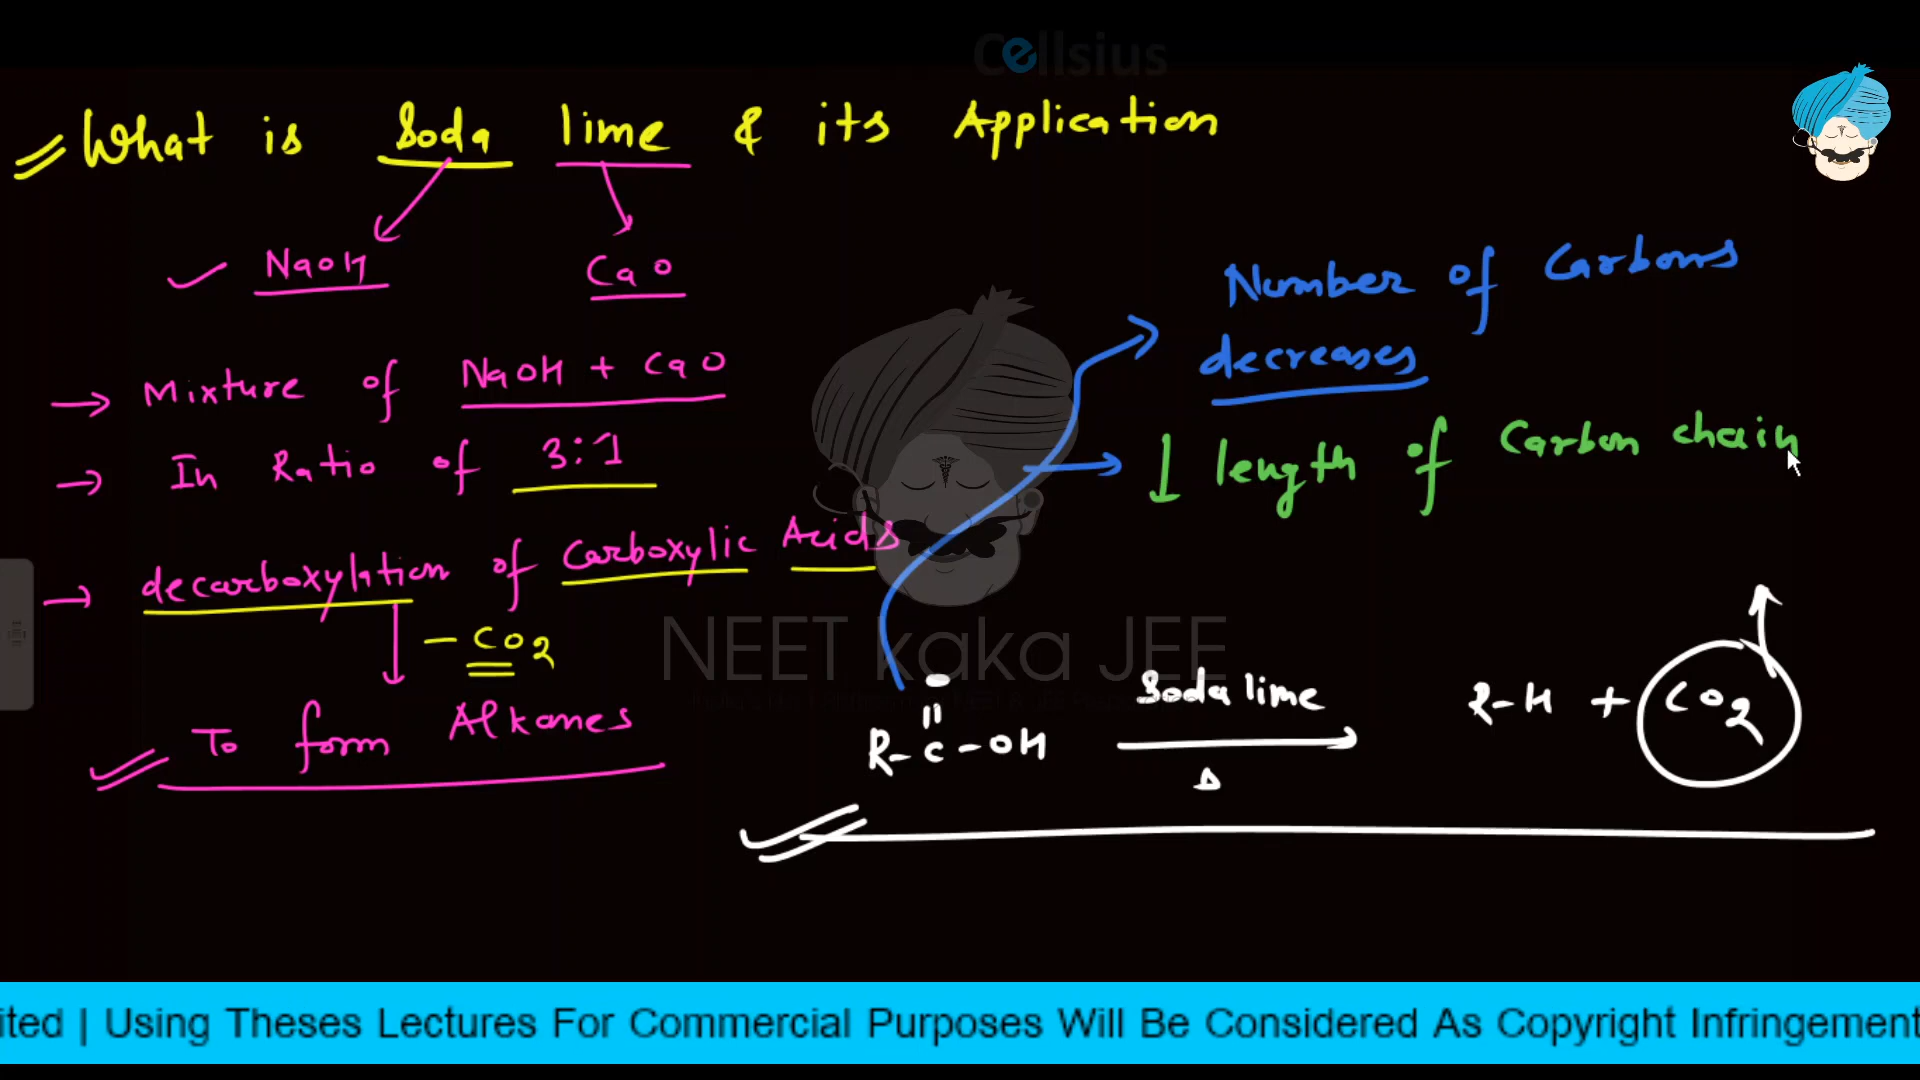 Cellsius
What is Soda lime & its Application
NaOH
CaO
Number of Carbons
decreases
→ Mixture of NaOH + CaO
→ In Ratio of 3:1
↓ length of Carbon chain
→ decarboxylation of Carboxylic Acids
- CO2
To form Alkanes
NEET kaka JEE
O
||
R-C-OH Soda lime → Δ R-H + CO2 ↑
ited | Using Theses Lectures For Commercial Purposes Will Be Considered As Copyright Infringement